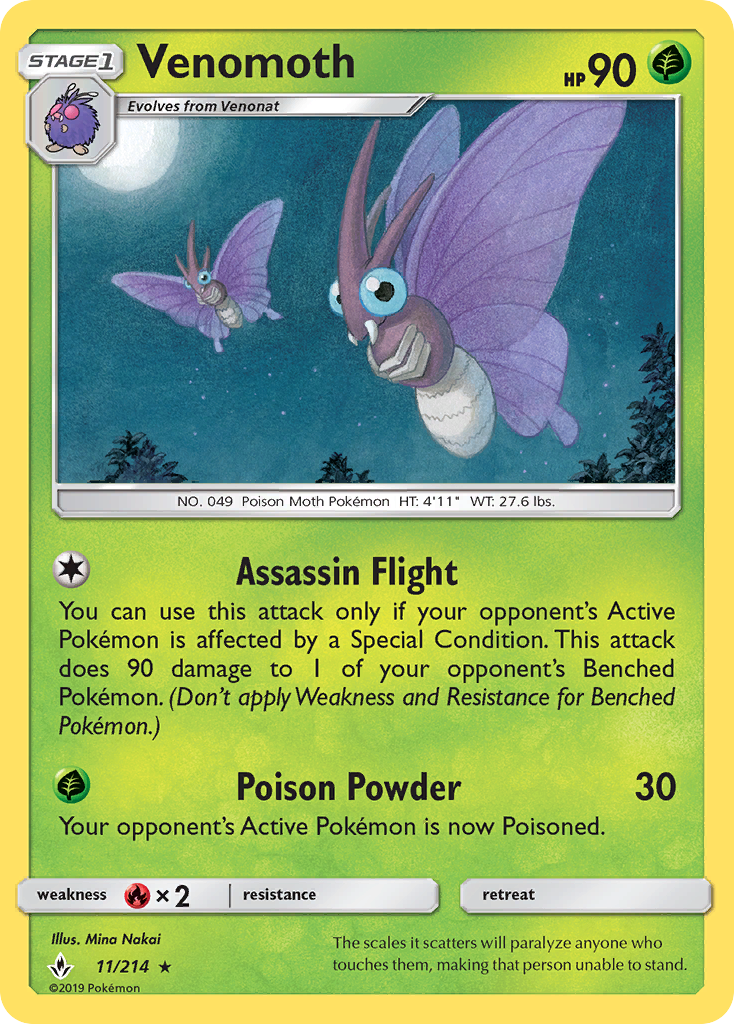 STAGE 1
Venomoth
HP 90
Evolves from Venonat
NO. 049 Poison Moth Pokémon HT: 4'11" WT: 27.6 lbs.
Assassin Flight
You can use this attack only if your opponent's Active
Pokémon is affected by a Special Condition. This attack
does 90 damage to 1 of your opponent's Benched
Pokémon. (Don't apply Weakness and Resistance for Benched
Pokémon.)
Poison Powder 30
Your opponent's Active Pokémon is now Poisoned.
weakness ×2 resistance retreat
Illus. Mina Nakai
11/214 ★
©2019 Pokémon
The scales it scatters will paralyze anyone who
touches them, making that person unable to stand.